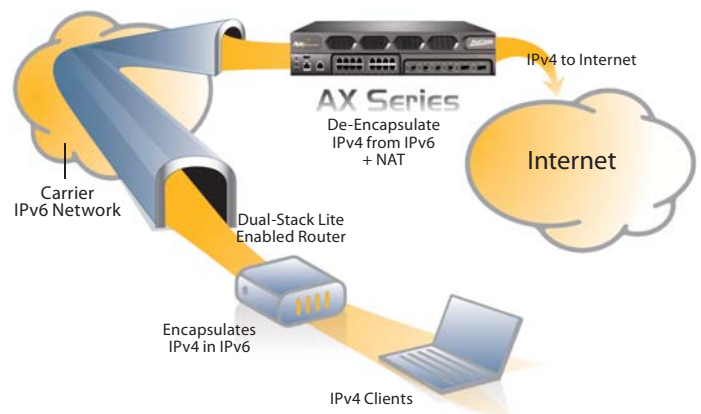 IPv4 to Internet
AX Series
De-Encapsulate
IPv4 from IPv6
+ NAT
Internet
Carrier
IPv6 Network
Dual-Stack Lite
Enabled Router
Encapsulates
IPv4 in IPv6
IPv4 Clients